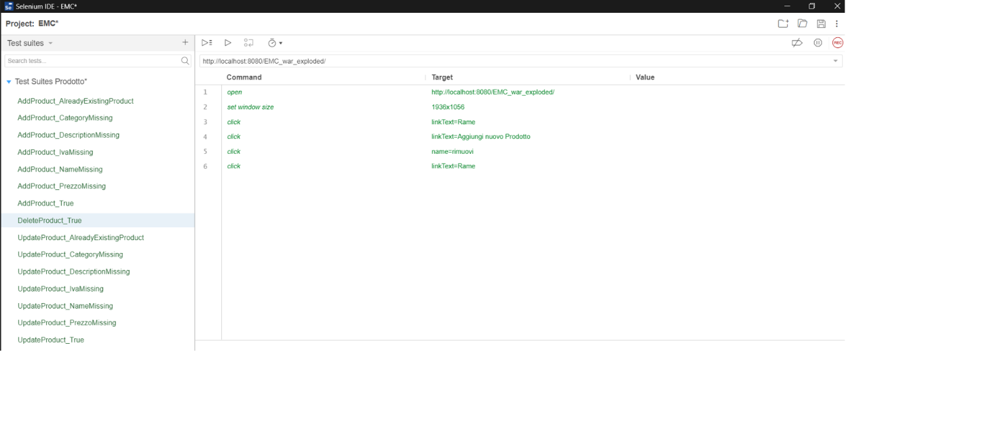 Selenium IDE - EMC*
Project: EMC*
Test suites
Search tests...
Test Suites Prodotto*
AddProduct_AlreadyExistingProduct
AddProduct_CategoryMissing
AddProduct_DescriptionMissing
AddProduct_IvaMissing
AddProduct_NameMissing
AddProduct_PrezzoMissing
AddProduct_True
DeleteProduct_True
UpdateProduct_AlreadyExistingProduct
UpdateProduct_CategoryMissing
UpdateProduct_DescriptionMissing
UpdateProduct_IvaMissing
UpdateProduct_NameMissing
UpdateProduct_PrezzoMissing
UpdateProduct_True
REC
http://localhost:8080/EMC_war_exploded/
Command Target Value
1 open http://localhost:8080/EMC_war_exploded/
2 set window size 1936x1056
3 click linkText=Rame
4 click linkText=Aggiungi nuovo Prodotto
5 click name=rimuovi
6 click linkText=Rame